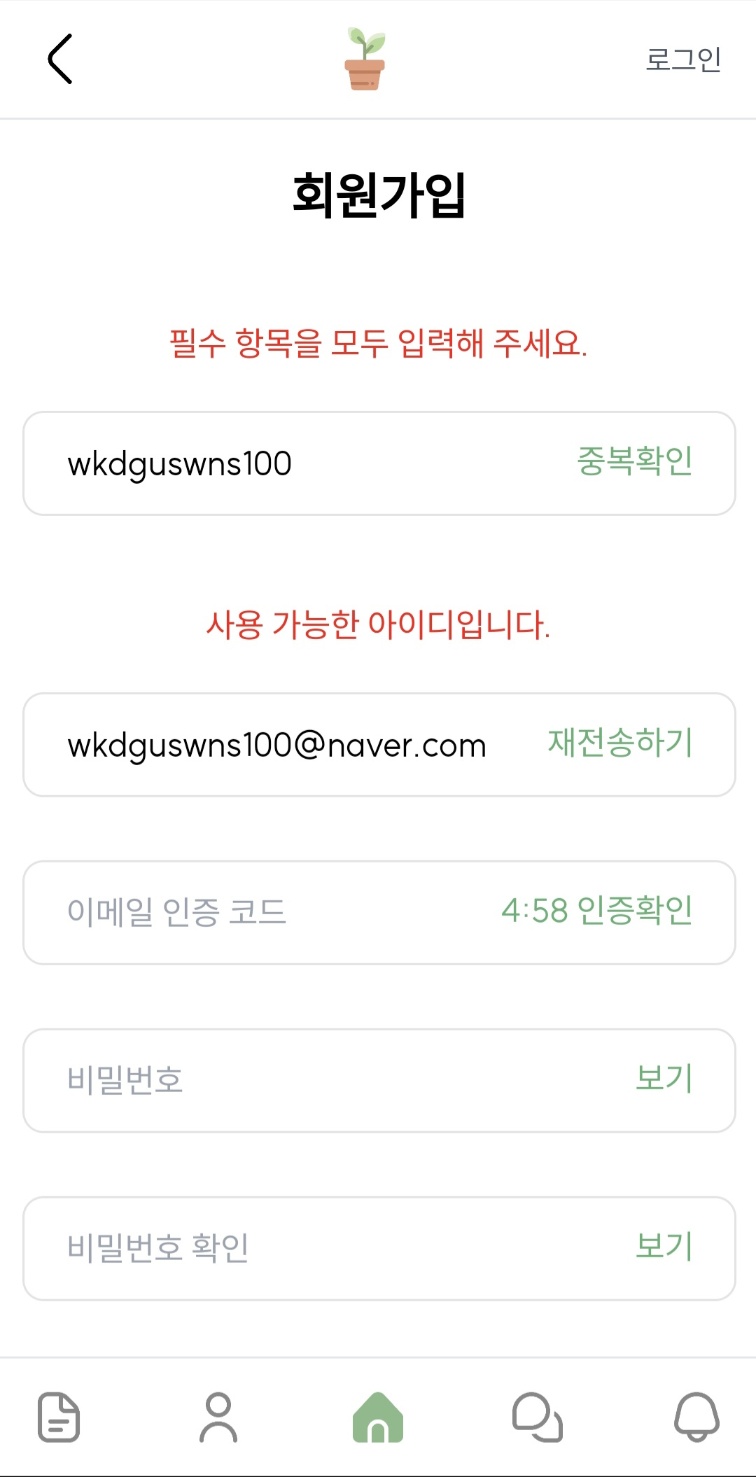 로그인
회원가입
필수 항목을 모두 입력해 주세요.
wkdguswns100 중복확인
사용 가능한 아이디입니다.
wkdguswns100@naver.com 재전송하기
이메일 인증 코드 4:58 인증확인
비밀번호 보기
비밀번호 확인 보기